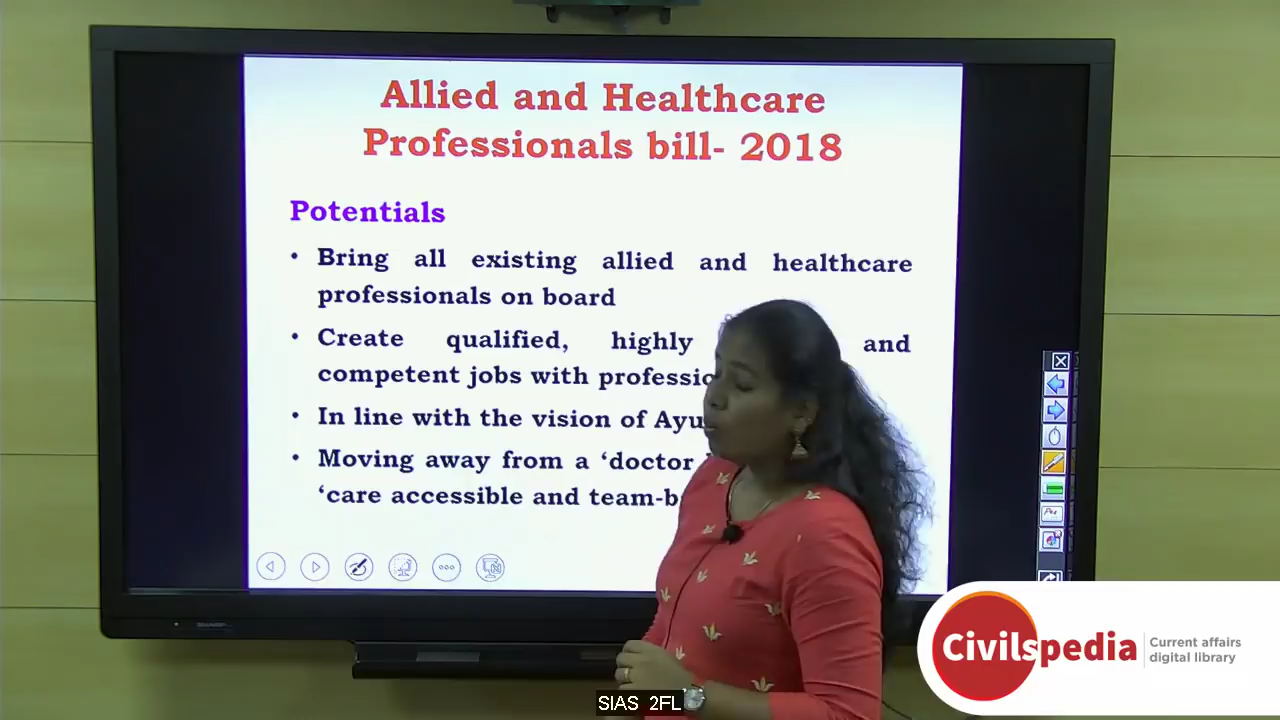 Allied and Healthcare
Professionals bill- 2018
Potentials
• Bring all existing allied and healthcare
professionals on board
• Create qualified, highly and
competent jobs with
• In line with the vision of
• Moving away from a ‘doctor
‘care accessible and
Civilspedia
Current affairs
digital library
SIAS 2FL